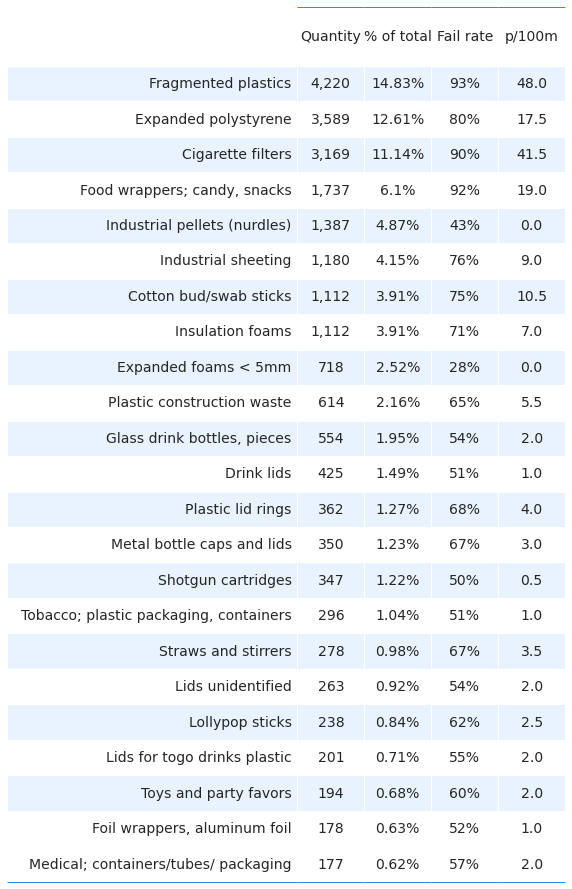 Quantity % of total Fail rate p/100m
Fragmented plastics 4,220 14.83% 93% 48.0
Expanded polystyrene 3,589 12.61% 80% 17.5
Cigarette filters 3,169 11.14% 90% 41.5
Food wrappers; candy, snacks 1,737 6.1% 92% 19.0
Industrial pellets (nurdles) 1,387 4.87% 43% 0.0
Industrial sheeting 1,180 4.15% 76% 9.0
Cotton bud/swab sticks 1,112 3.91% 75% 10.5
Insulation foams 1,112 3.91% 71% 7.0
Expanded foams < 5mm 718 2.52% 28% 0.0
Plastic construction waste 614 2.16% 65% 5.5
Glass drink bottles, pieces 554 1.95% 54% 2.0
Drink lids 425 1.49% 51% 1.0
Plastic lid rings 362 1.27% 68% 4.0
Metal bottle caps and lids 350 1.23% 67% 3.0
Shotgun cartridges 347 1.22% 50% 0.5
Tobacco; plastic packaging, containers 296 1.04% 51% 1.0
Straws and stirrers 278 0.98% 67% 3.5
Lids unidentified 263 0.92% 54% 2.0
Lollypop sticks 238 0.84% 62% 2.5
Lids for togo drinks plastic 201 0.71% 55% 2.0
Toys and party favors 194 0.68% 60% 2.0
Foil wrappers, aluminum foil 178 0.63% 52% 1.0
Medical; containers/tubes/ packaging 177 0.62% 57% 2.0